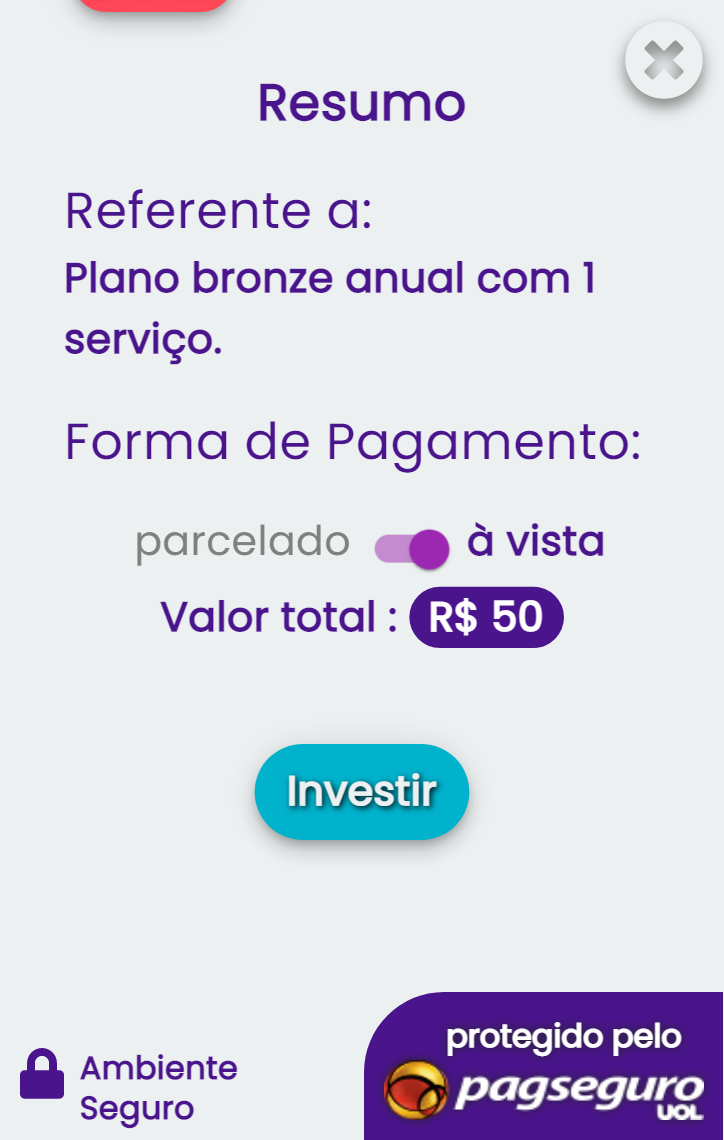 Resumo
Referente a:
Plano bronze anual com 1
serviço.
Forma de Pagamento:
parcelado à vista
Valor total : R$ 50
Investir
Ambiente
Seguro
protegido pelo
pagseguro
UOL